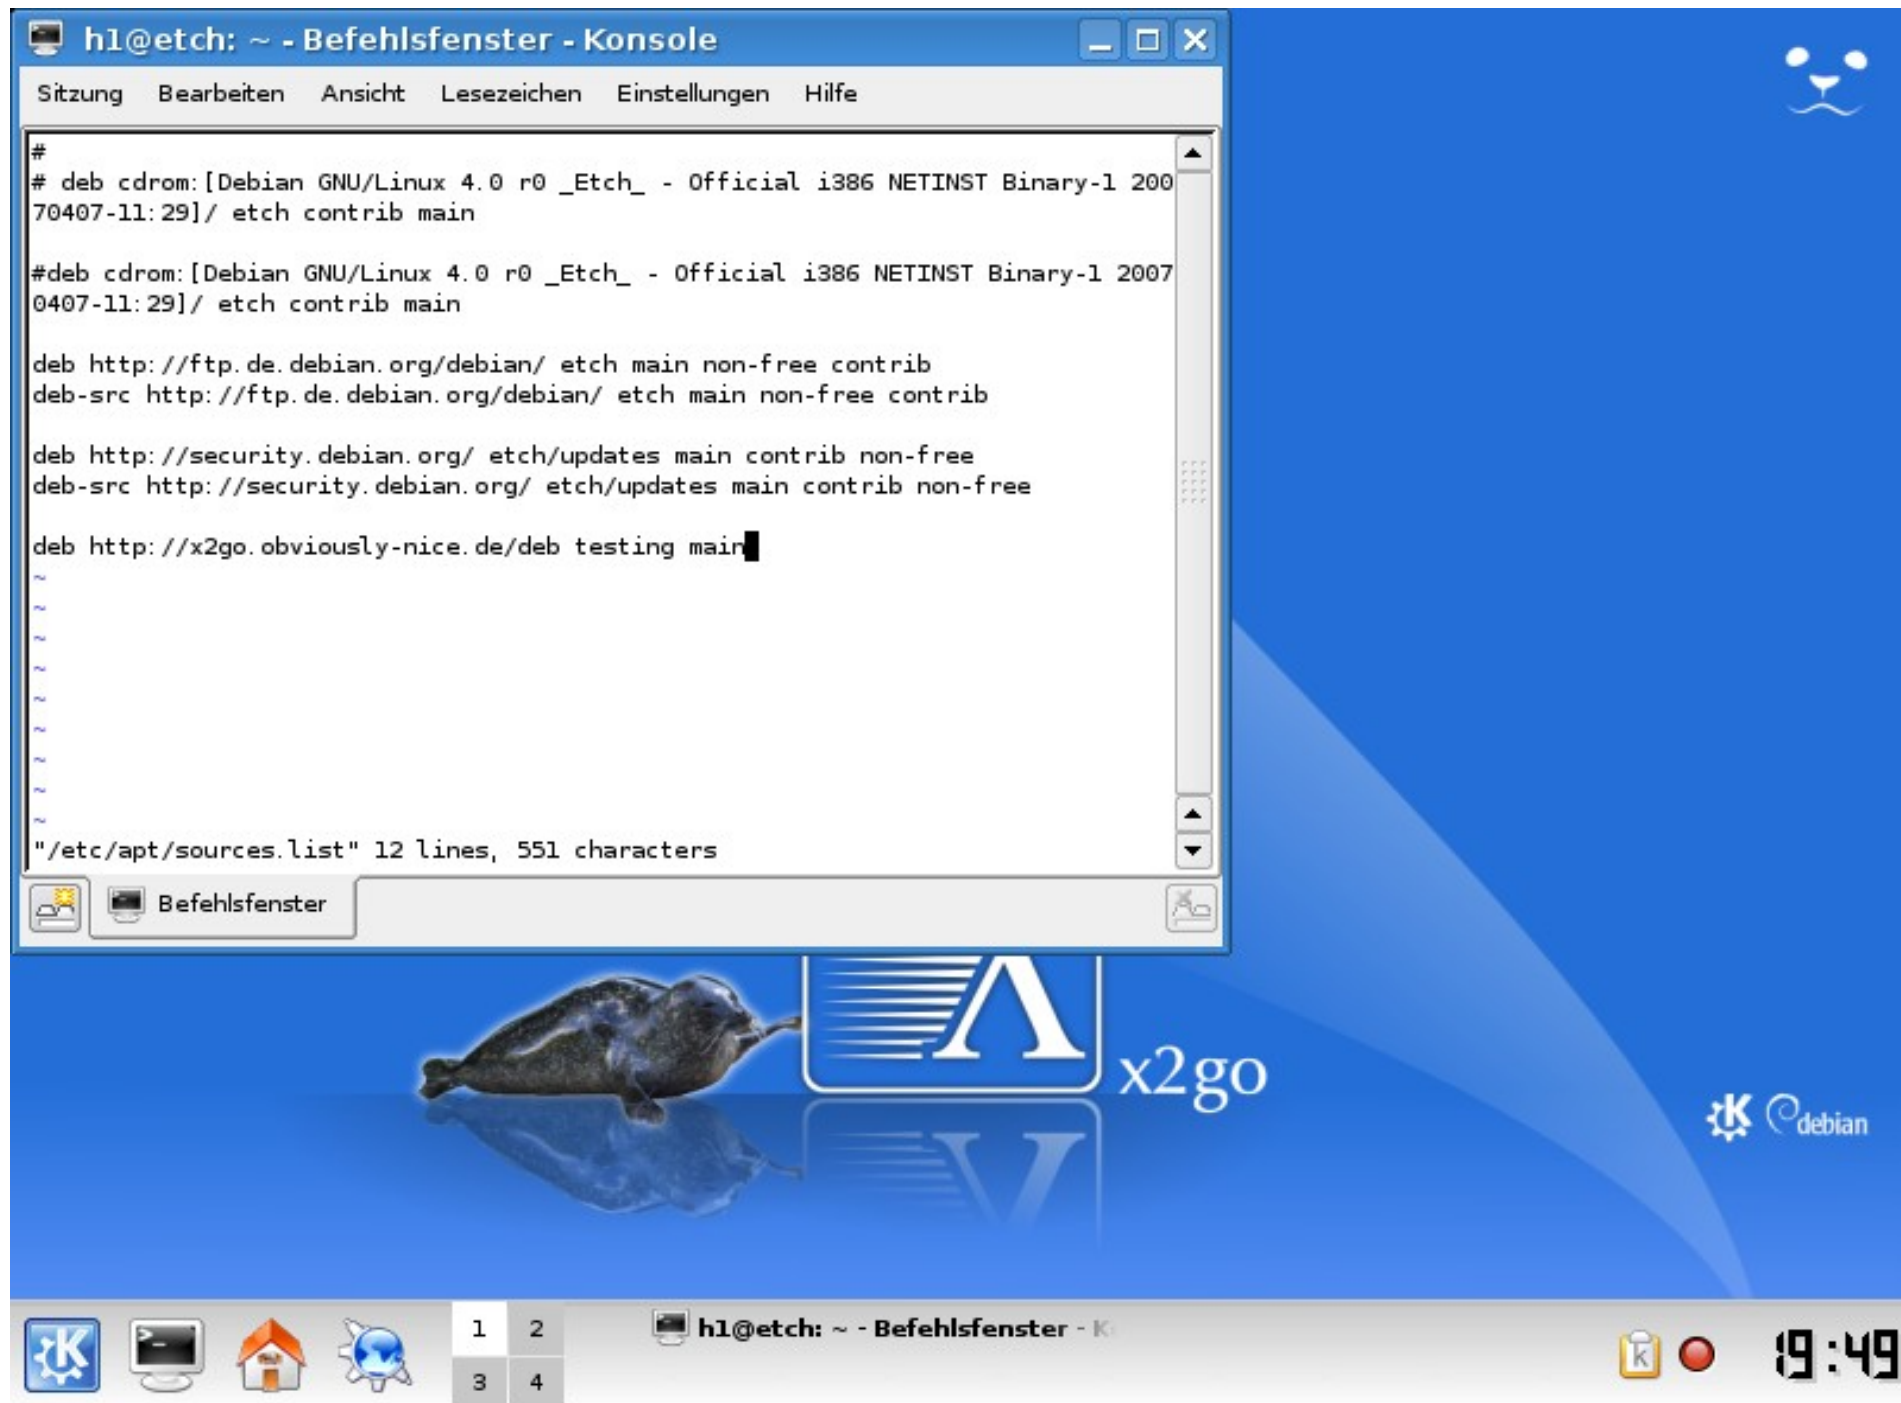 h1@etch: ~ - Befehlsfenster - Konsole
Sitzung Bearbeiten Ansicht Lesezeichen Einstellungen Hilfe
#
# deb cdrom:[Debian GNU/Linux 4.0 r0 _Etch_ - Official i386 NETINST Binary-1 200
70407-11:29]/ etch contrib main
#deb cdrom:[Debian GNU/Linux 4.0 r0 _Etch_ - Official i386 NETINST Binary-1 2007
0407-11:29]/ etch contrib main
deb http://ftp.de.debian.org/debian/ etch main non-free contrib
deb-src http://ftp.de.debian.org/debian/ etch main non-free contrib
deb http://security.debian.org/ etch/updates main contrib non-free
deb-src http://security.debian.org/ etch/updates main contrib non-free
deb http://x2go.obviously-nice.de/deb testing main
~
~
~
~
~
~
~
~
~
"/etc/apt/sources.list" 12 lines, 551 characters
Befehlsfenster
x2go
K debian
1 2
3 4
h1@etch: ~ - Befehlsfenster - K
19:49